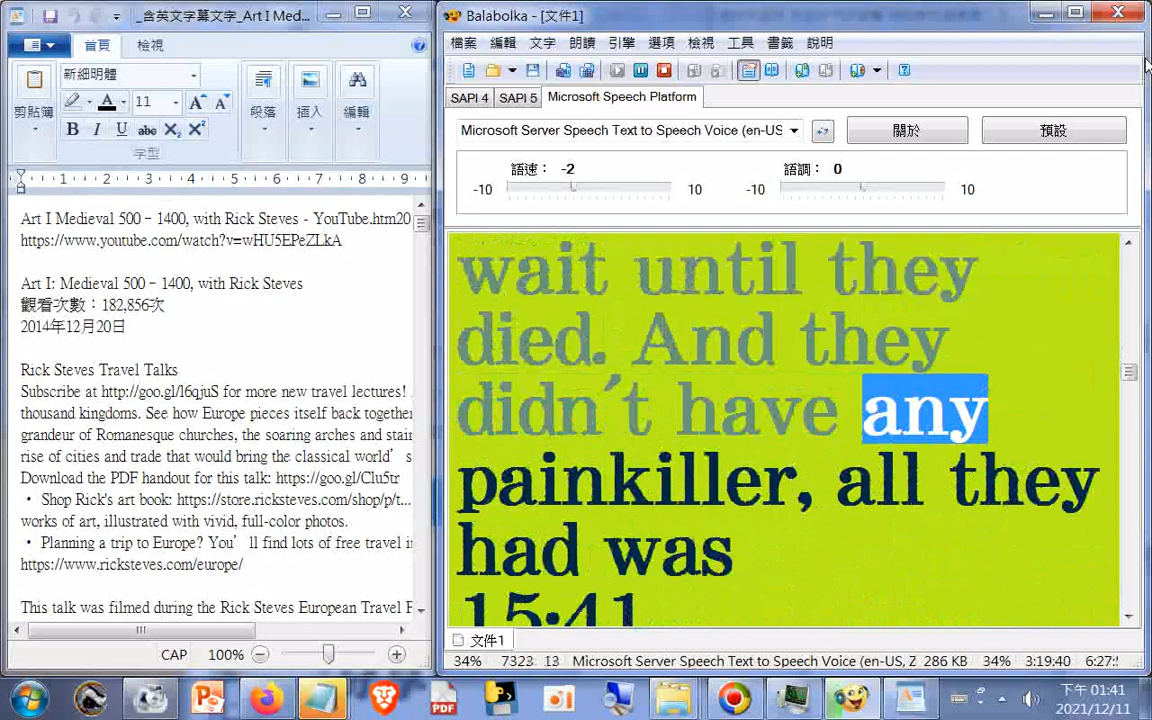 _含英文字幕文字_Art I Med...
首頁
檢視
剪貼簿
新細明體
11
字型
段落
插入
編輯
1 2 3 4 5 6 7 8 9
Art I Medieval 500－1400, with Rick Steves - YouTube.htm20
https://www.youtube.com/watch?v=wHU5EPeZLkA
Art I: Medieval 500－1400, with Rick Steves
觀看次數：182,856次
2014年12月20日
Rick Steves Travel Talks
Subscribe at http://goo.gl/l6qjuS for more new travel lectures!
thousand kingdoms. See how Europe pieces itself back together
grandeur of Romanesque churches, the soaring arches and stain
rise of cities and trade that would bring the classical world’s
Download the PDF handout for this talk: https://goo.gl/Clu5tr
• Shop Rick's art book: https://store.ricksteves.com/shop/p/t...
works of art, illustrated with vivid, full-color photos.
• Planning a trip to Europe? You’ll find lots of free travel i
https://www.ricksteves.com/europe/
This talk was filmed during the Rick Steves European Travel F
CAP 100%
Balabolka - [文件1]
檔案 編輯 文字 朗讀 引擎 選項 檢視 工具 書籤 說明
SAPI 4 SAPI 5 Microsoft Speech Platform
Microsoft Server Speech Text to Speech Voice (en-US
關於
預設
語速： -2
-10 10
語調： 0
-10 10
wait until they
died. And they
didn't have any
painkiller, all they
had was
15:41
文件1
34% 7323 13 Microsoft Server Speech Text to Speech Voice (en-US, Z 286 KB 34% 3:19:40 6:27:
下午 01:41
2021/12/11